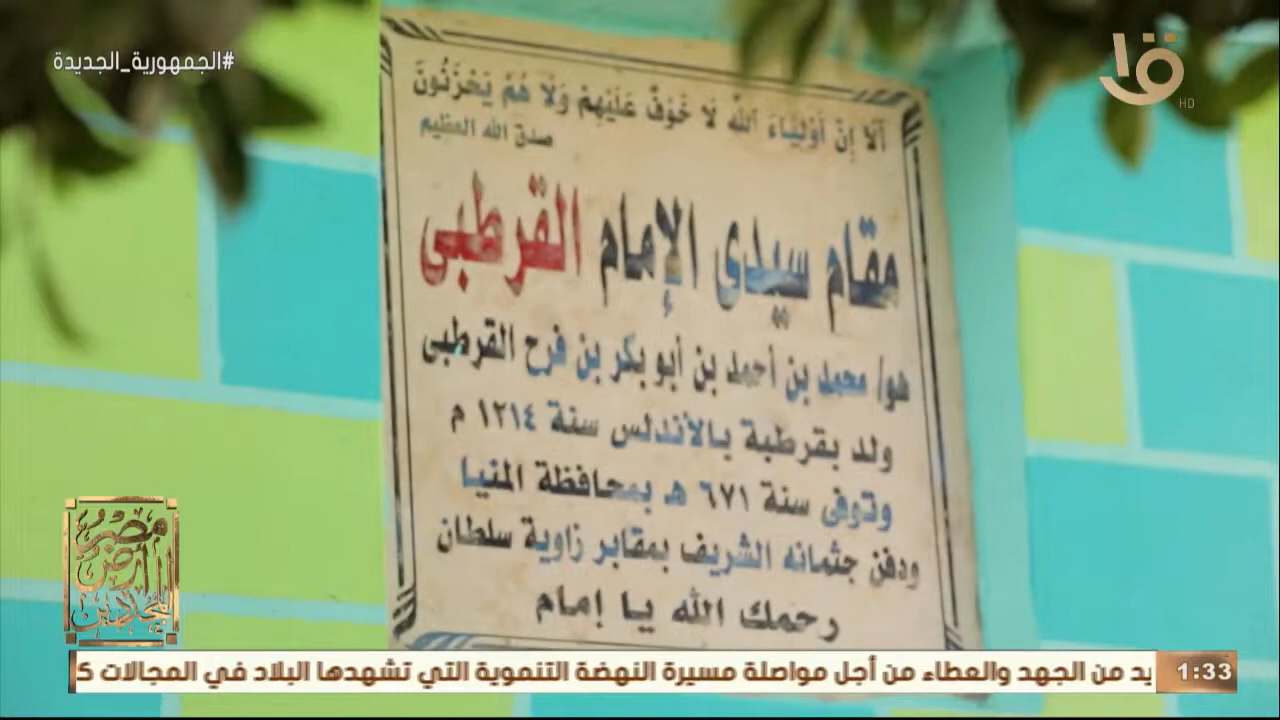 #الجمهورية_الجديدة
HD
ألا إن أولياء الله لا خوف عليهم ولا هم يحزنون
صدق الله العظيم
مقام سيدى الإمام القرطبى
هو/ محمد بن أحمد بن أبو بكر بن فرح القرطبى
ولد بقرطبة بالأندلس سنة ١٢١٤ م
وتوفى سنة ٦٧١ هـ بمحافظة المنيا
ودفن جثمانه الشريف بمقابر زاوية سلطان
رحمك الله يا إمام
مصر
أرض
المجددين
1:33
يد من الجهد والعطاء من أجل مواصلة مسيرة النهضة التنموية التي تشهدها البلاد في المجالات ك